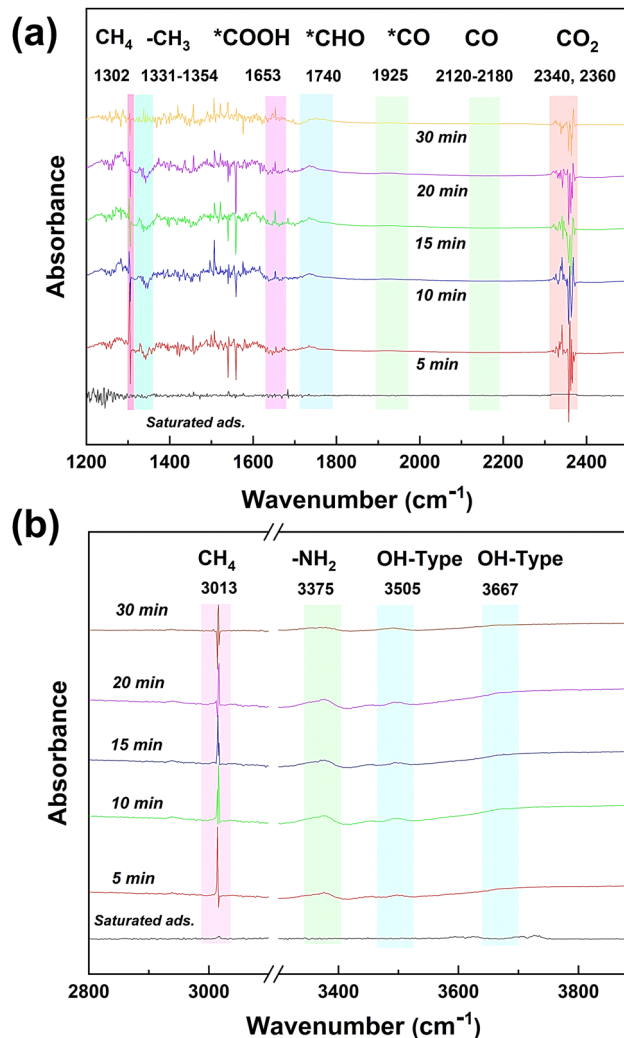 (a)
CH₄ -CH₃ *COOH *CHO *CO CO CO₂
1302 1331-1354 1653 1740 1925 2120-2180 2340, 2360
30 min
20 min
15 min
10 min
5 min
Saturated ads.
Absorbance
1200 1400 1600 1800 2000 2200 2400
Wavenumber (cm⁻¹)
(b)
CH₄ -NH₂ OH-Type OH-Type
3013 3375 3505 3667
30 min
20 min
15 min
10 min
5 min
Saturated ads.
Absorbance
2800 3000 3400 3600 3800
Wavenumber (cm⁻¹)